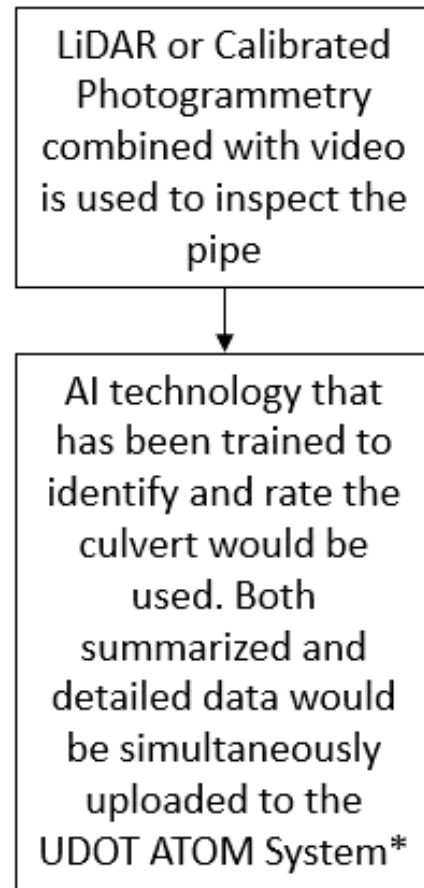 LiDAR or Calibrated
Photogrammetry
combined with video
is used to inspect the
pipe
AI technology that
has been trained to
identify and rate the
culvert would be
used. Both
summarized and
detailed data would
be simultaneously
uploaded to the
UDOT ATOM System*